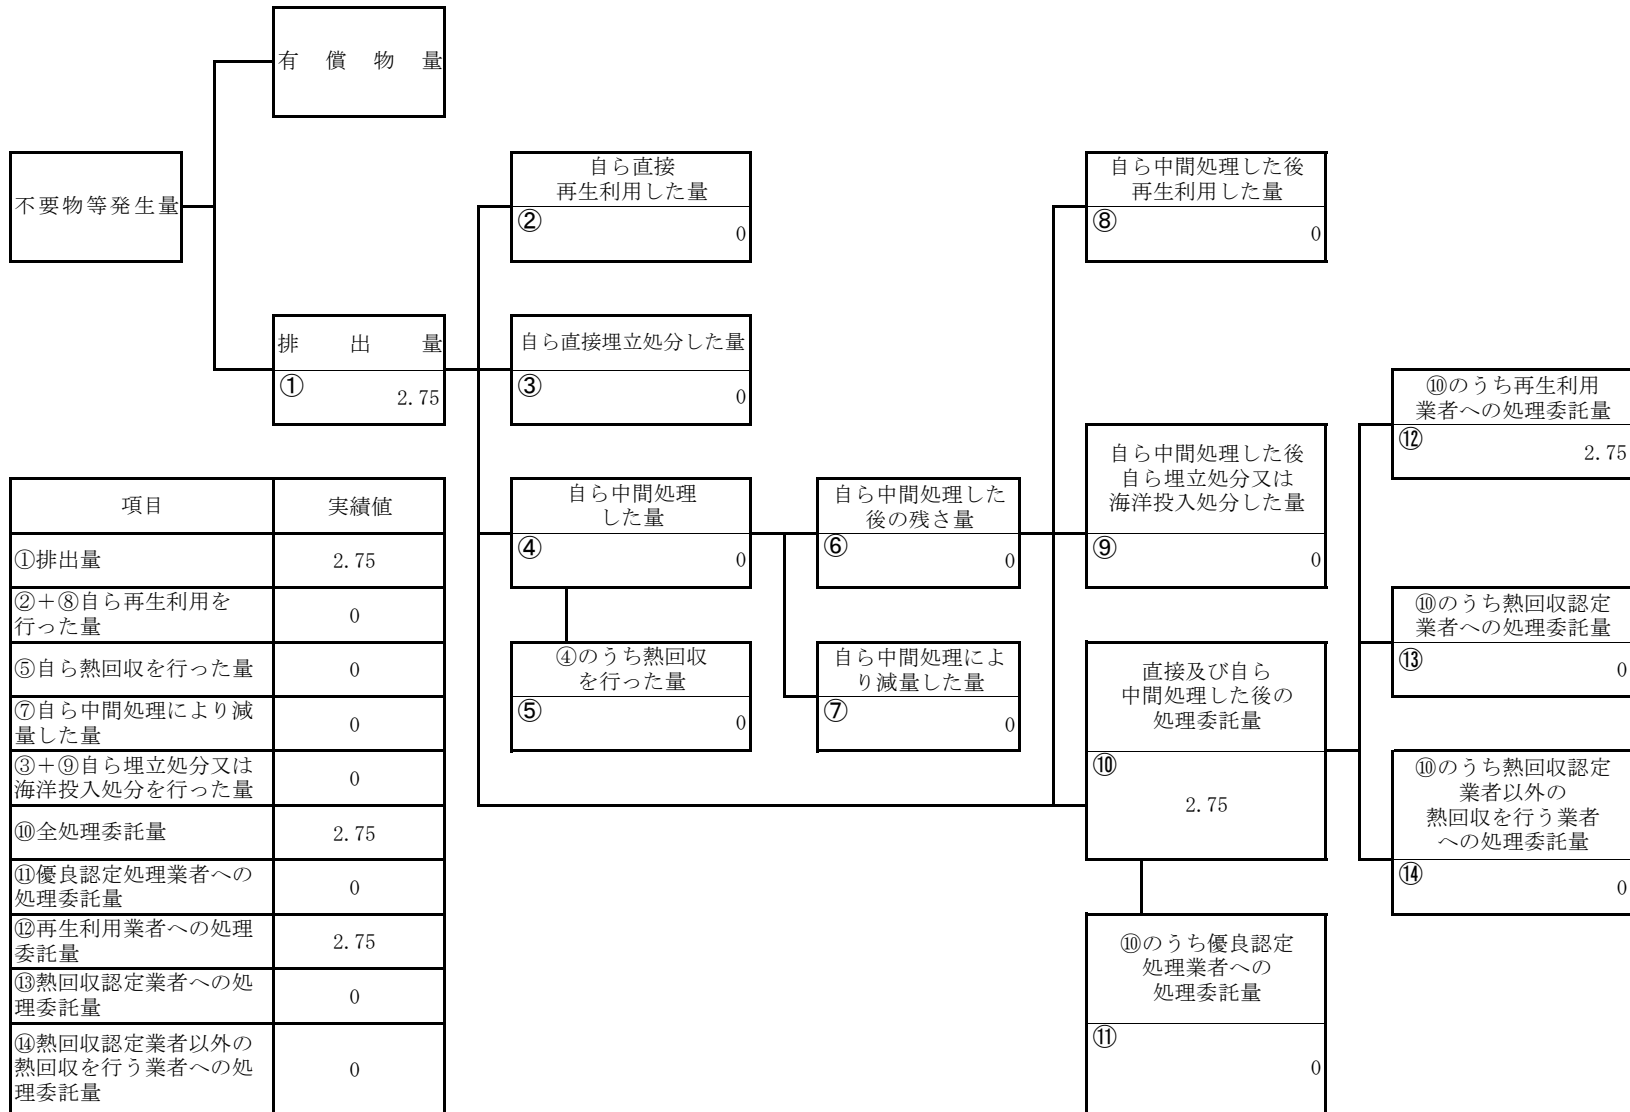 有償物量
不要物等発生量
排出量
①
2.75
自ら直接
再生利用した量
②
0
自ら直接埋立処分した量
③
0
自ら中間処理
した量
④
0
④のうち熱回収
を行った量
⑤
0
自ら中間処理した
後の残さ量
⑥
0
自ら中間処理によ
り減量した量
⑦
0
自ら中間処理した後
再生利用した量
⑧
0
自ら中間処理した後
自ら埋立処分又は
海洋投入処分した量
⑨
0
直接及び自ら
中間処理した後の
処理委託量
⑩
2.75
⑩のうち優良認定
処理業者への
処理委託量
⑪
0
⑩のうち再生利用
業者への処理委託量
⑫
2.75
⑩のうち熱回収認定
業者への処理委託量
⑬
0
⑩のうち熱回収認定
業者以外の
熱回収を行う業者
への処理委託量
⑭
0
項目 実績値
①排出量 2.75
②+⑧自ら再生利用を
行った量 0
⑤自ら熱回収を行った量 0
⑦自ら中間処理により減
量した量 0
③+⑨自ら埋立処分又は
海洋投入処分を行った量 0
⑩全処理委託量 2.75
⑪優良認定処理業者への
処理委託量 0
⑫再生利用業者への処理
委託量 2.75
⑬熱回収認定業者への処
理委託量 0
⑭熱回収認定業者以外の
熱回収を行う業者への処
理委託量 0